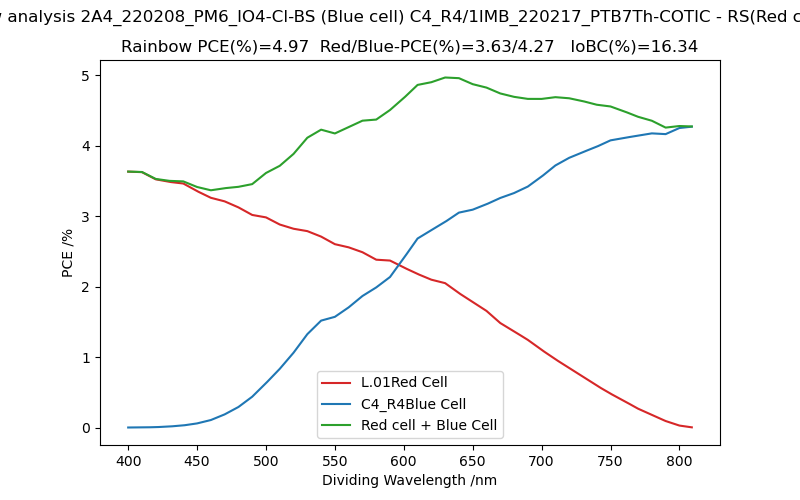 analysis 2A4_220208_PM6_IO4-Cl-BS (Blue cell) C4_R4/1IMB_220217_PTB7Th-COTIC - RS(Red c
Rainbow PCE(%)=4.97 Red/Blue-PCE(%)=3.63/4.27 IoBC(%)=16.34
5
4
3
2
1
0
PCE /%
L.01Red Cell
C4_R4Blue Cell
Red cell + Blue Cell
400 450 500 550 600 650 700 750 800
Dividing Wavelength /nm